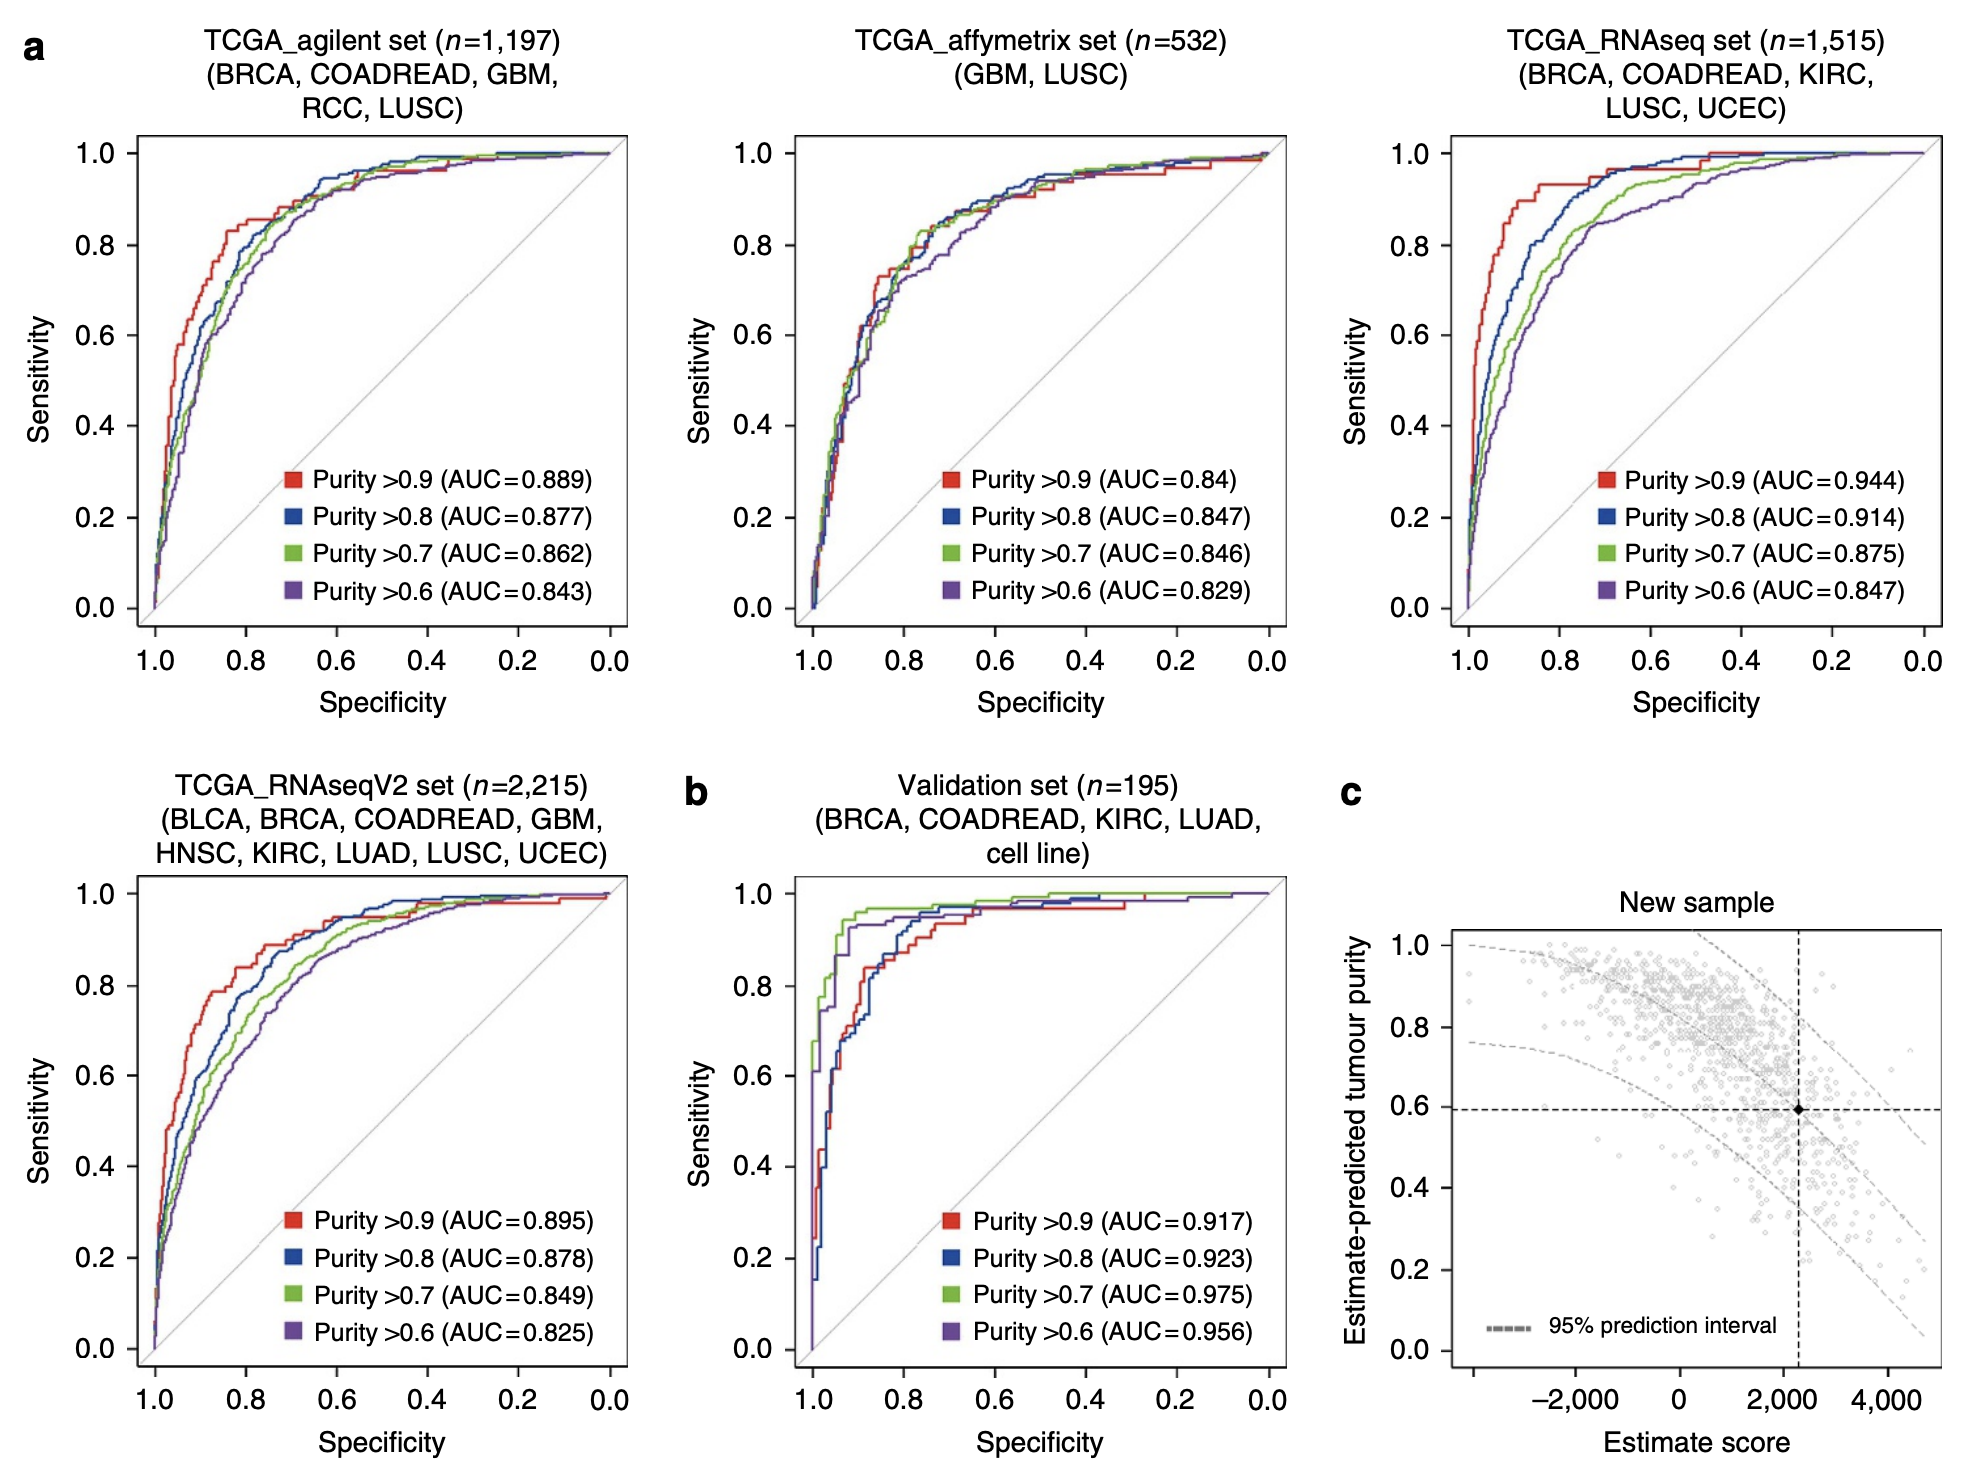 a
TCGA_agilent set (n=1,197)
(BRCA, COADREAD, GBM,
RCC, LUSC)
1.0
0.8
0.6
0.4
0.2
0.0
Sensitivity
Purity >0.9 (AUC=0.889)
Purity >0.8 (AUC=0.877)
Purity >0.7 (AUC=0.862)
Purity >0.6 (AUC=0.843)
1.0 0.8 0.6 0.4 0.2 0.0
Specificity
TCGA_affymetrix set (n=532)
(GBM, LUSC)
1.0
0.8
0.6
0.4
0.2
0.0
Sensitivity
Purity >0.9 (AUC=0.84)
Purity >0.8 (AUC=0.847)
Purity >0.7 (AUC=0.846)
Purity >0.6 (AUC=0.829)
1.0 0.8 0.6 0.4 0.2 0.0
Specificity
TCGA_RNAseq set (n=1,515)
(BRCA, COADREAD, KIRC,
LUSC, UCEC)
1.0
0.8
0.6
0.4
0.2
0.0
Sensitivity
Purity >0.9 (AUC=0.944)
Purity >0.8 (AUC=0.914)
Purity >0.7 (AUC=0.875)
Purity >0.6 (AUC=0.847)
1.0 0.8 0.6 0.4 0.2 0.0
Specificity
TCGA_RNAseqV2 set (n=2,215)
(BLCA, BRCA, COADREAD, GBM,
HNSC, KIRC, LUAD, LUSC, UCEC)
1.0
0.8
0.6
0.4
0.2
0.0
Sensitivity
Purity >0.9 (AUC=0.895)
Purity >0.8 (AUC=0.878)
Purity >0.7 (AUC=0.849)
Purity >0.6 (AUC=0.825)
1.0 0.8 0.6 0.4 0.2 0.0
Specificity
b
Validation set (n=195)
(BRCA, COADREAD, KIRC, LUAD,
cell line)
1.0
0.8
0.6
0.4
0.2
0.0
Sensitivity
Purity >0.9 (AUC=0.917)
Purity >0.8 (AUC=0.923)
Purity >0.7 (AUC=0.975)
Purity >0.6 (AUC=0.956)
1.0 0.8 0.6 0.4 0.2 0.0
Specificity
c
New sample
1.0
0.8
0.6
0.4
0.2
0.0
Estimate-predicted tumour purity
95% prediction interval
−2,000 0 2,000 4,000
Estimate score